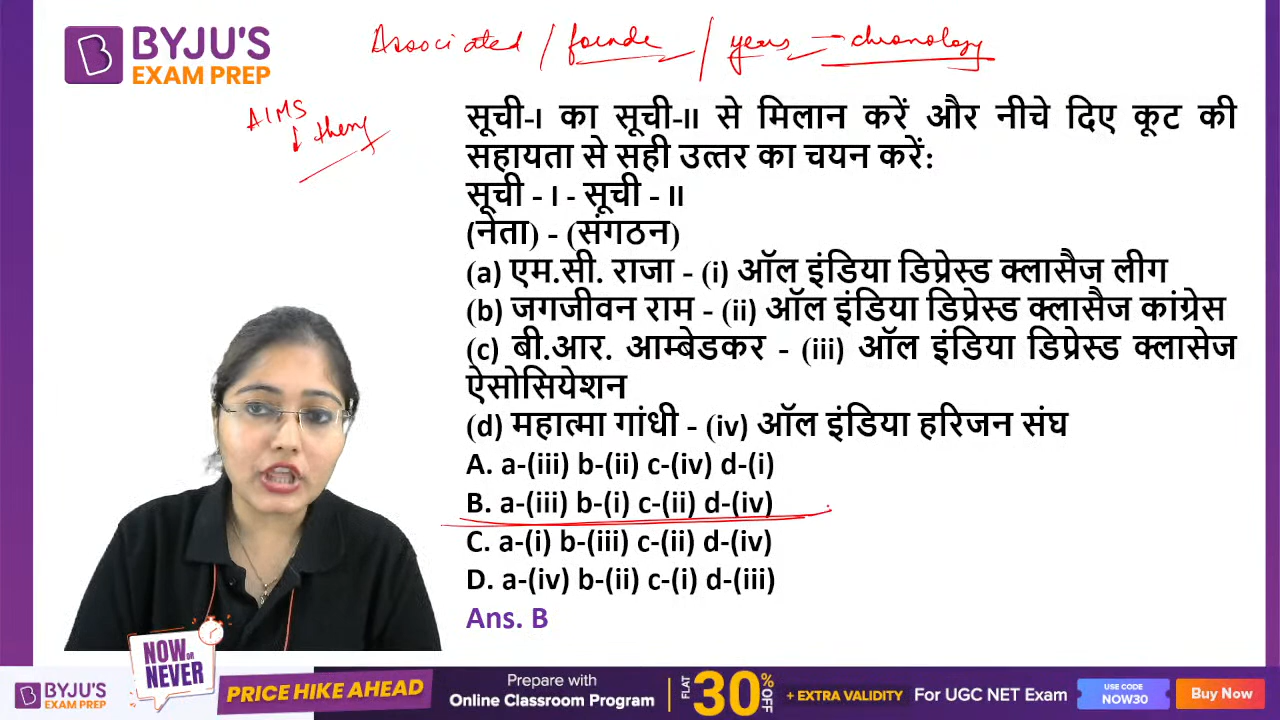 BYJU'S
EXAM PREP
Associated / founde / years - chronology
AIMS
सूची-I का सूची-II से मिलान करें और नीचे दिए कूट की
सहायता से सही उत्तर का चयन करें:
सूची - I - सूची - II
(नेता) - (संगठन)
(a) एम.सी. राजा - (i) ऑल इंडिया डिप्रेस्ड क्लासैज लीग
(b) जगजीवन राम - (ii) ऑल इंडिया डिप्रेस्ड क्लासैज कांग्रेस
(c) बी.आर. आम्बेडकर - (iii) ऑल इंडिया डिप्रेस्ड क्लासेज
ऐसोसियेशन
(d) महात्मा गांधी - (iv) ऑल इंडिया हरिजन संघ
A. a-(iii) b-(ii) c-(iv) d-(i)
B. a-(iii) b-(i) c-(ii) d-(iv)
C. a-(i) b-(iii) c-(ii) d-(iv)
D. a-(iv) b-(ii) c-(i) d-(iii)
Ans. B
BYJU'S
EXAM PREP
NOW OR
NEVER
PRICE HIKE AHEAD
Prepare with
Online Classroom Program
FLAT 30% OFF
+ EXTRA VALIDITY
For UGC NET Exam
USE CODE
NOW30
Buy Now